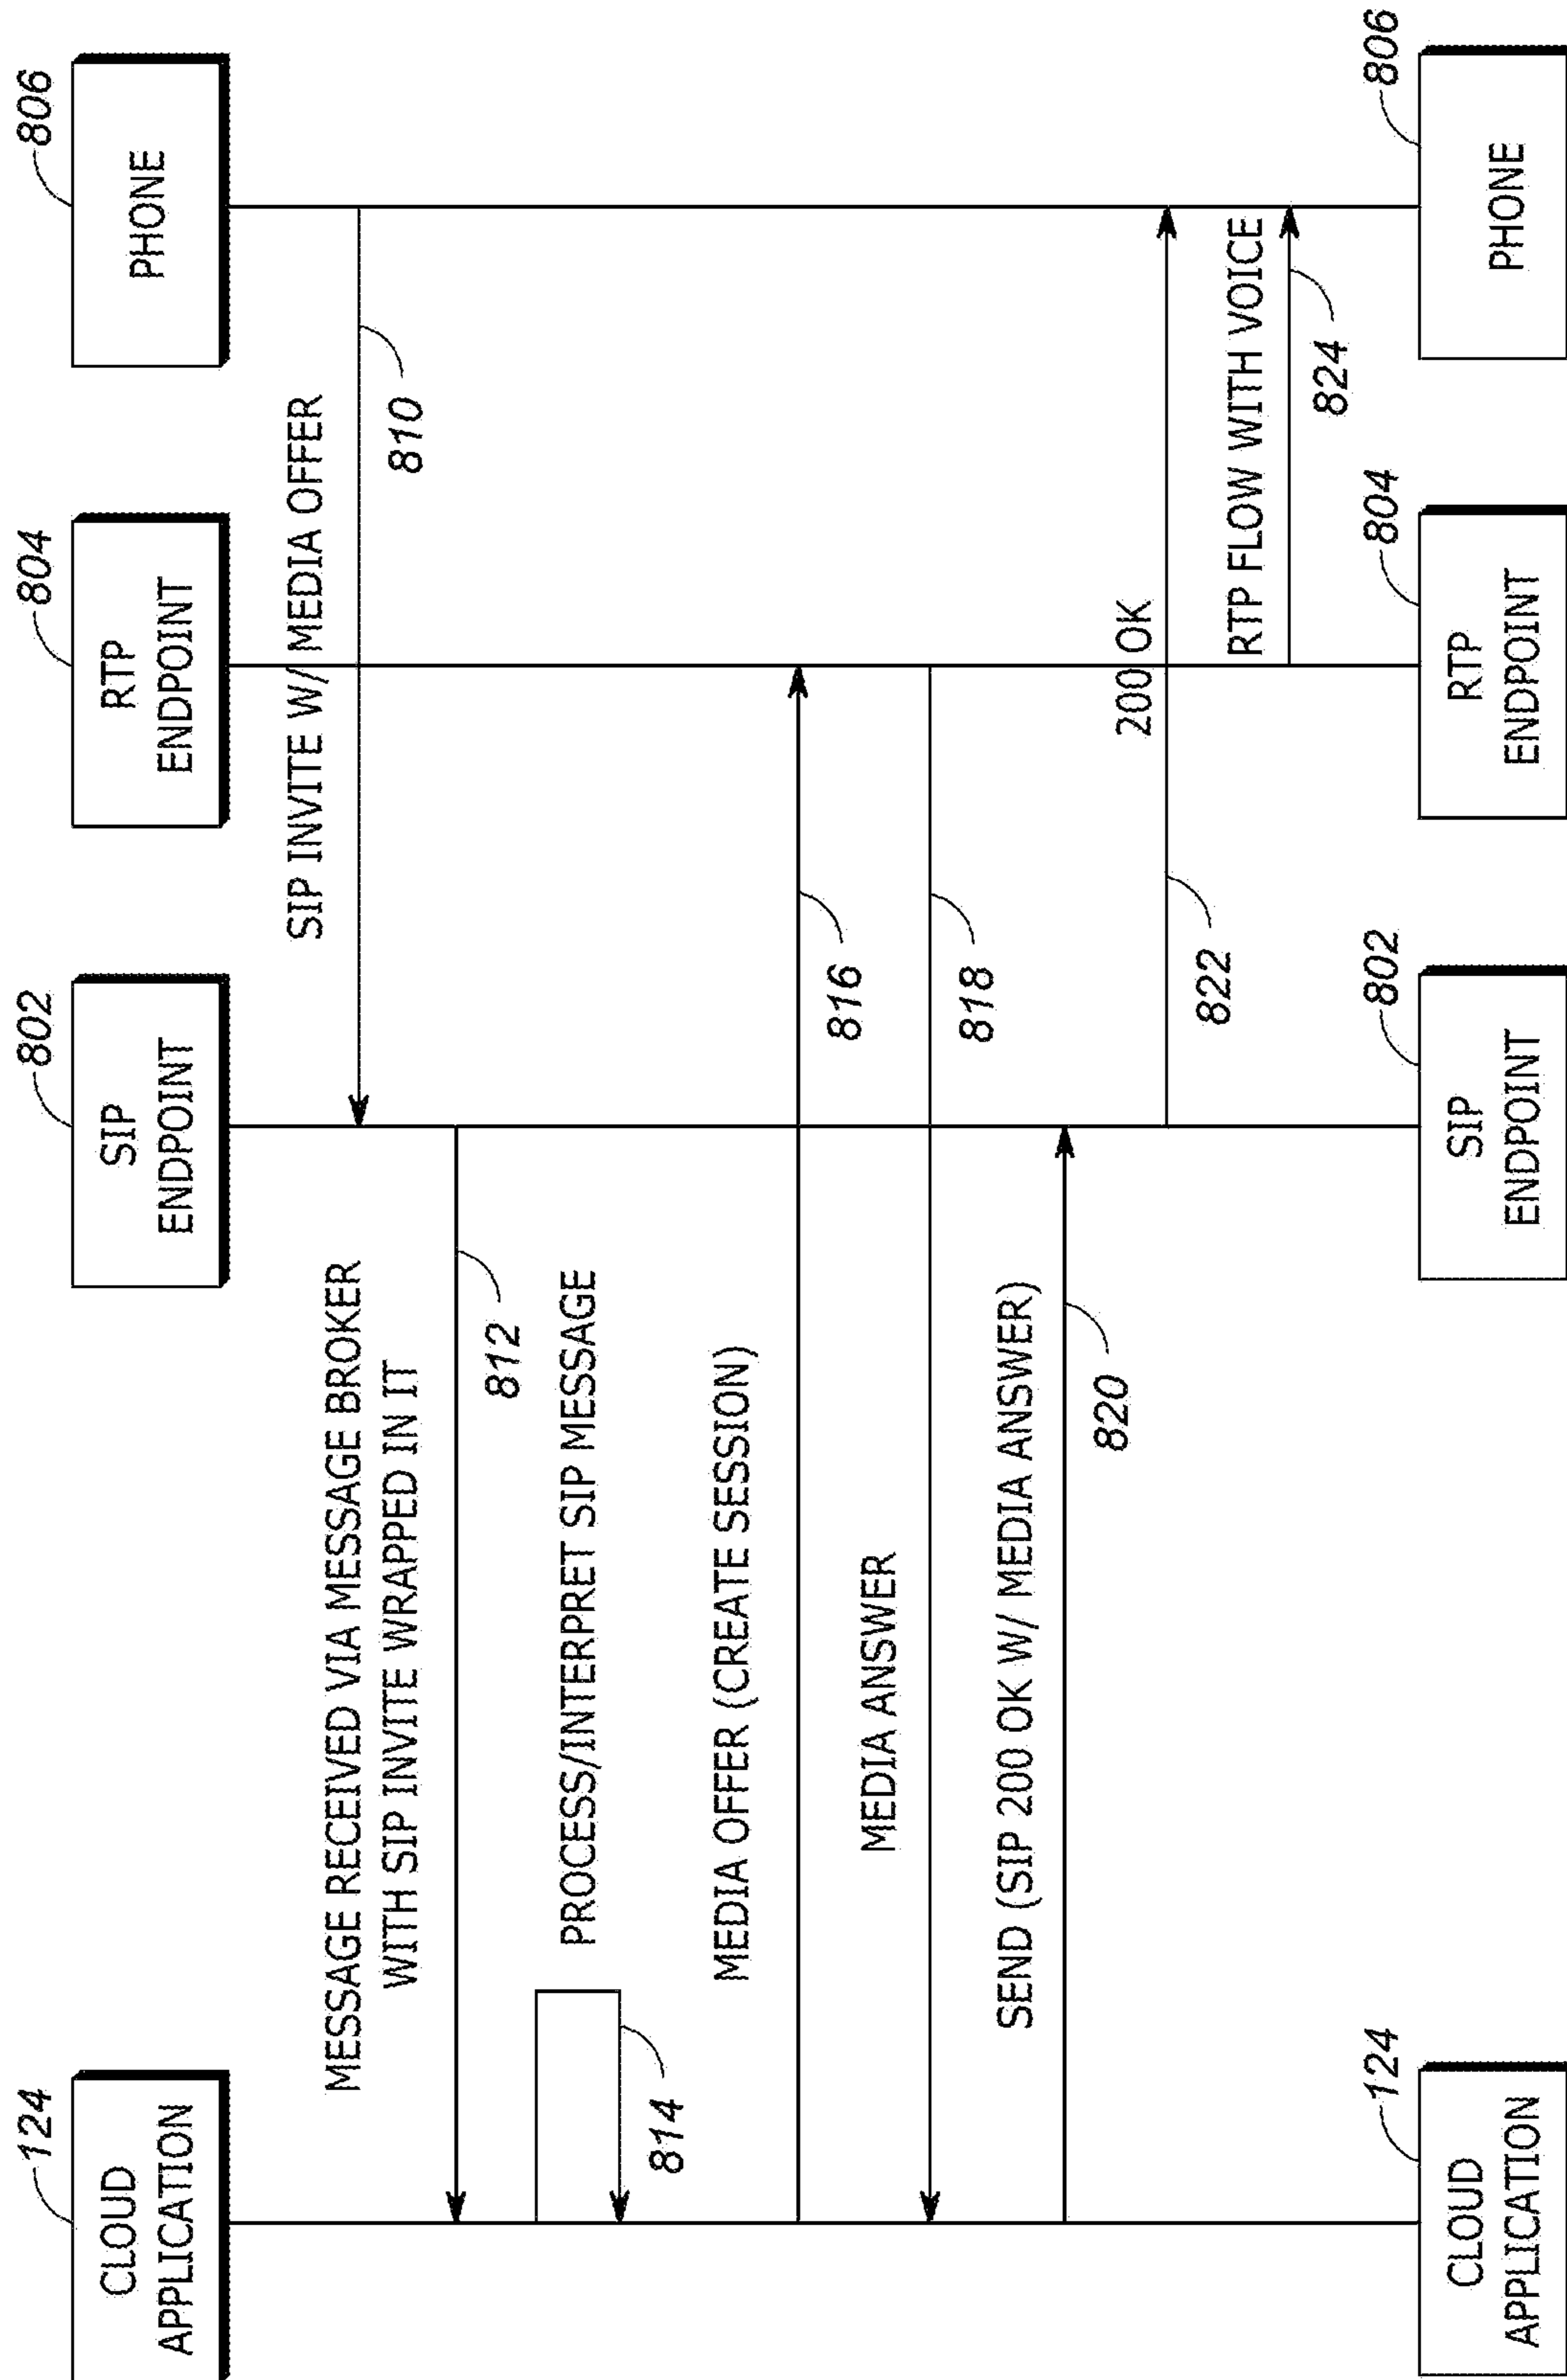 124
802
804
806
CLOUD
APPLICATION
SIP
ENDPOINT
RTP
ENDPOINT
PHONE
SIP INVITE W/ MEDIA OFFER
810
MESSAGE RECEIVED VIA MESSAGE BROKER
WITH SIP INVITE WRAPPED IN IT
812
PROCESS/INTERPRET SIP MESSAGE
814
MEDIA OFFER (CREATE SESSION)
816
MEDIA ANSWER
818
SEND (SIP 200 OK W/ MEDIA ANSWER)
820
200 OK
822
RTP FLOW WITH VOICE
824
124
802
804
806
CLOUD
APPLICATION
SIP
ENDPOINT
RTP
ENDPOINT
PHONE